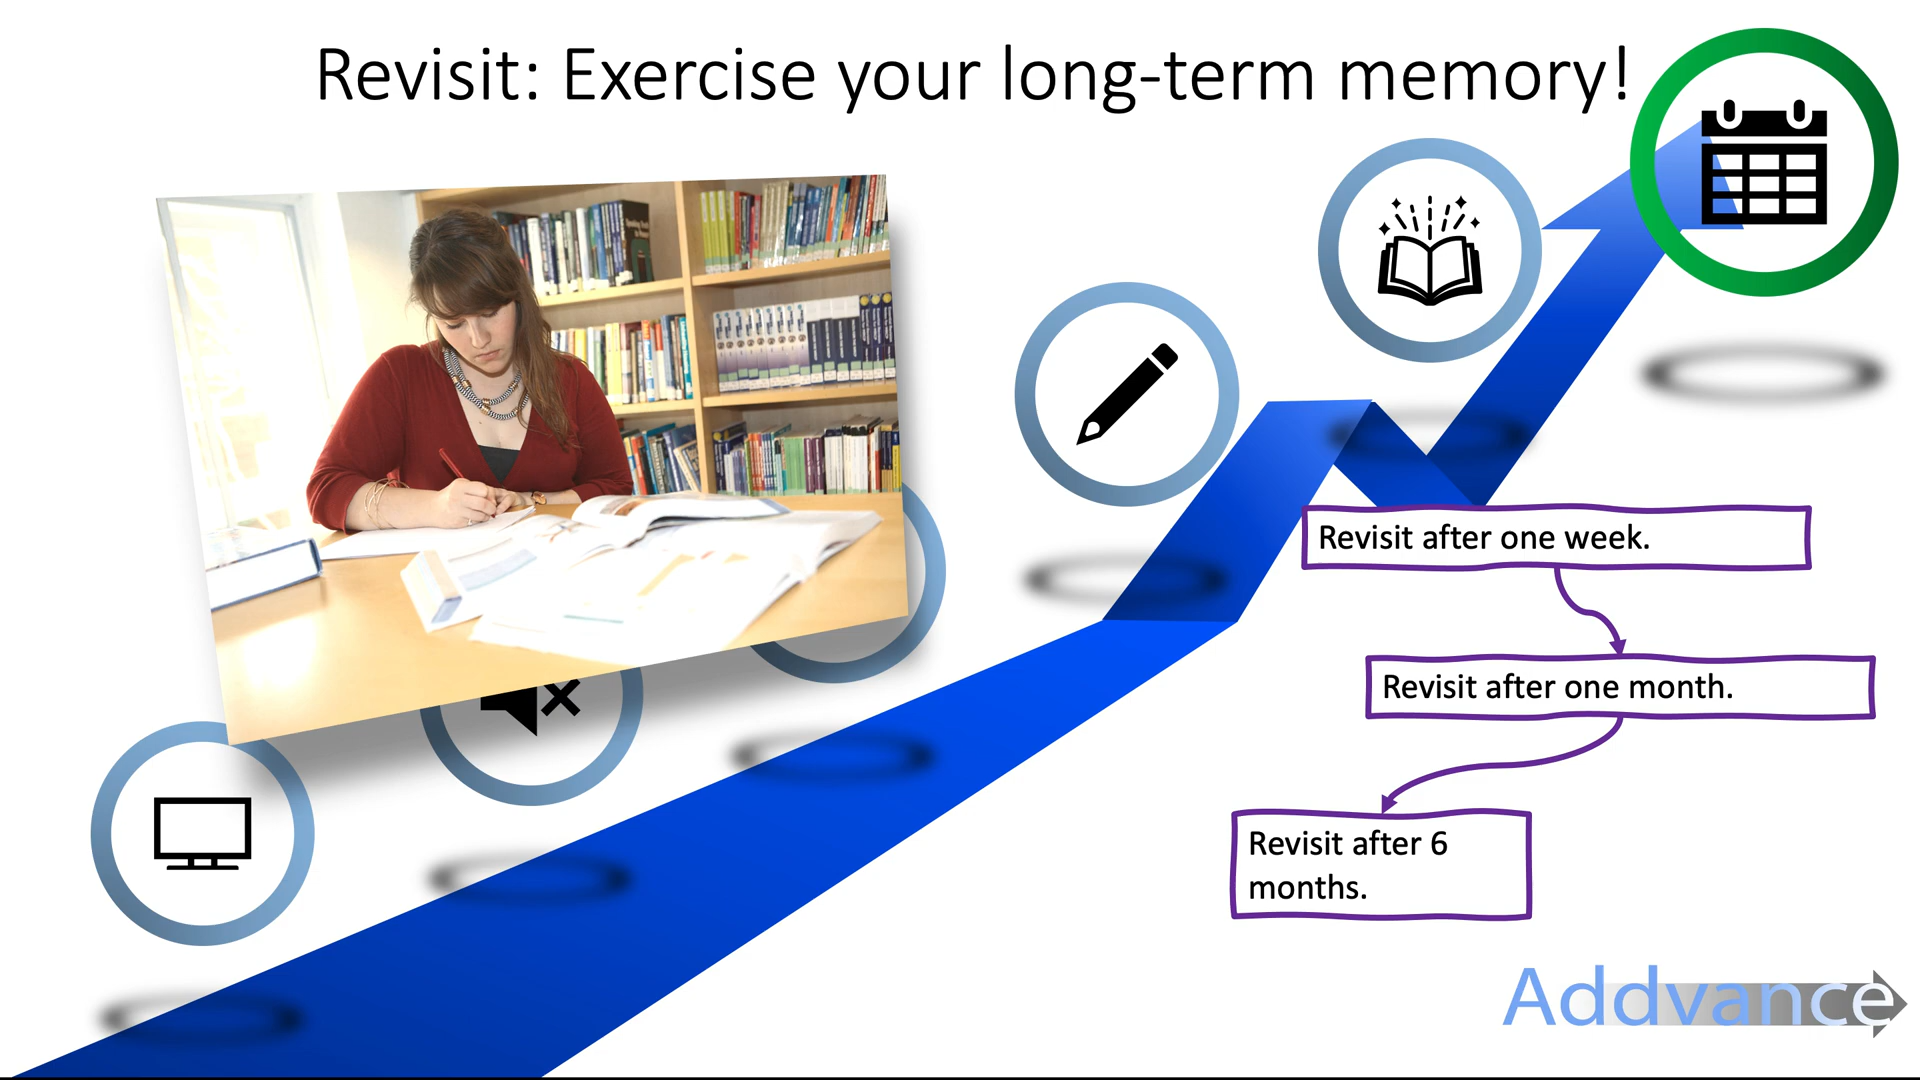 Revisit: Exercise your long-term memory!
Revisit after one week.
Revisit after one month.
Revisit after 6
months.
Addvance